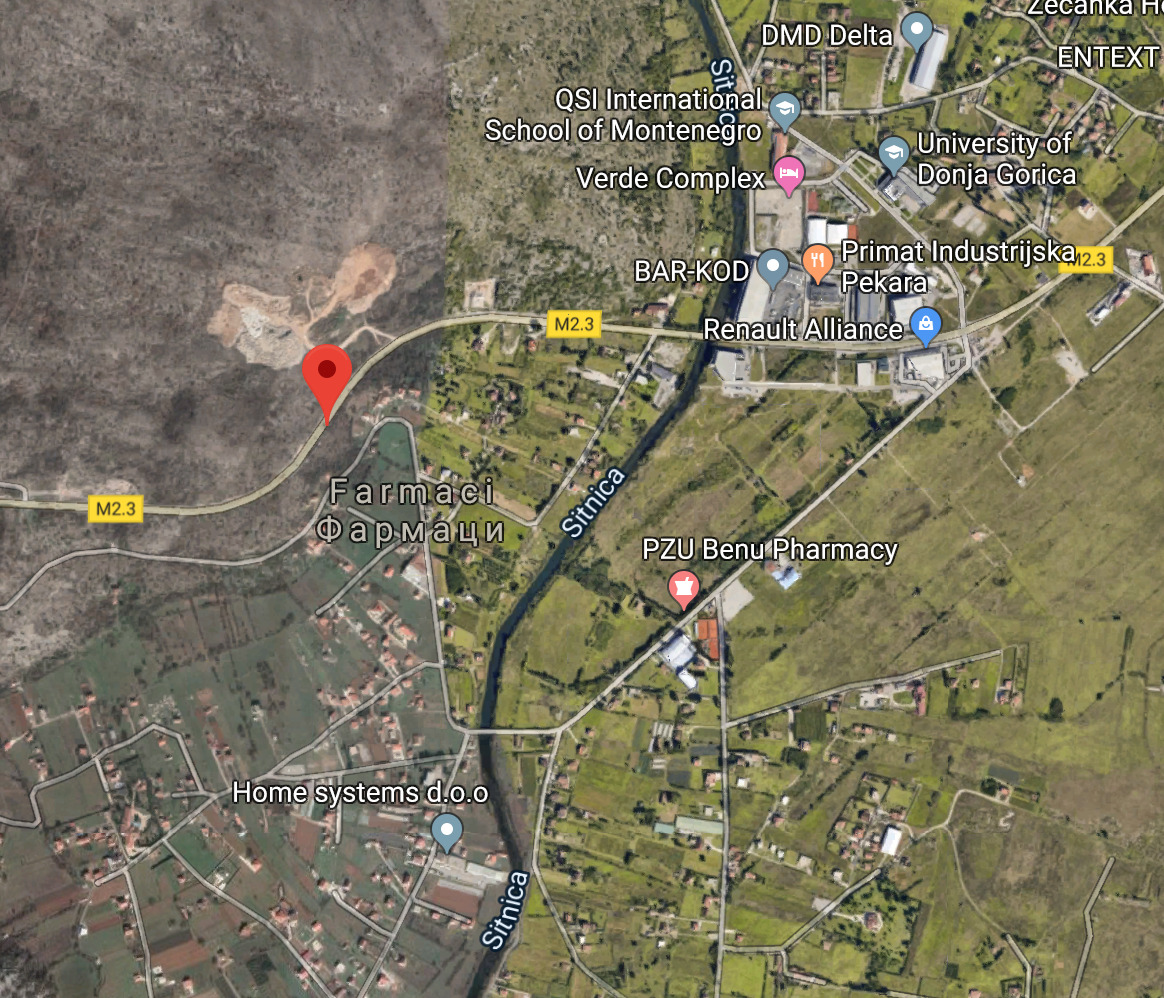 Zecanka
DMD Delta
ENTEXT
QSI International
School of Montenegro
University of
Donja Gorica
Verde Complex
Primat Industrijska
Pekara
M2.3
BAR-KOD
M2.3
Renault Alliance
Farmaci
Фармаци
M2.3
Sitnica
PZU Benu Pharmacy
Home systems d.o.o
Sitnica